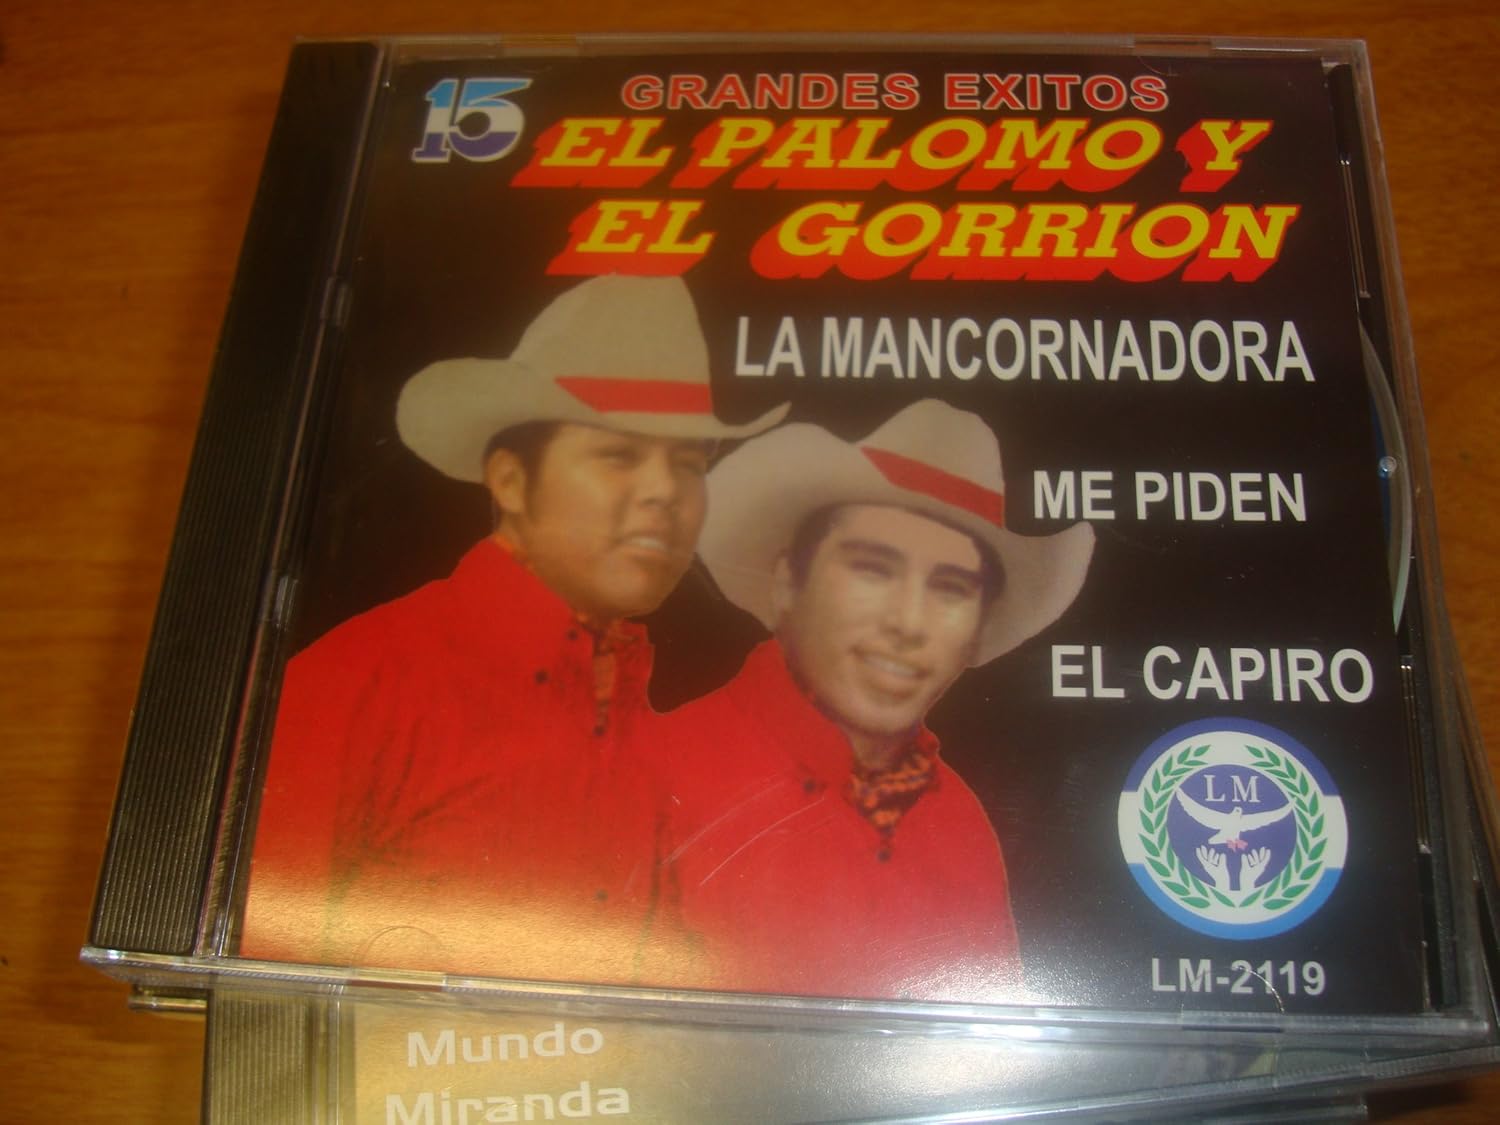 15
GRANDES EXITOS
EL PALOMO Y
EL GORRION
LA MANCORNADORA
ME PIDEN
EL CAPIRO
LM
LM-2119
Mundo
Miranda